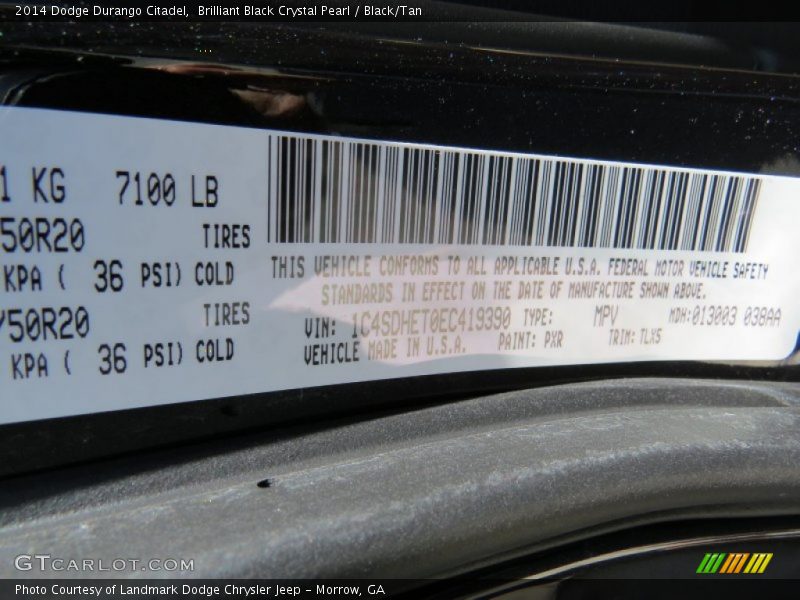 2014 Dodge Durango Citadel, Brilliant Black Crystal Pearl / Black/Tan
1 KG 7100 LB
50R20 TIRES
KPA ( 36 PSI) COLD
/50R20 TIRES
KPA ( 36 PSI) COLD
THIS VEHICLE CONFORMS TO ALL APPLICABLE U.S.A. FEDERAL MOTOR VEHICLE SAFETY
STANDARDS IN EFFECT ON THE DATE OF MANUFACTURE SHOWN ABOVE.
VIN: 1C4SDHET0EC419390 TYPE: MPV MDH:013003 038AA
VEHICLE MADE IN U.S.A. PAINT: PXR TRIM:TLXS
GTCARLOT.COM
Photo Courtesy of Landmark Dodge Chrysler Jeep - Morrow, GA